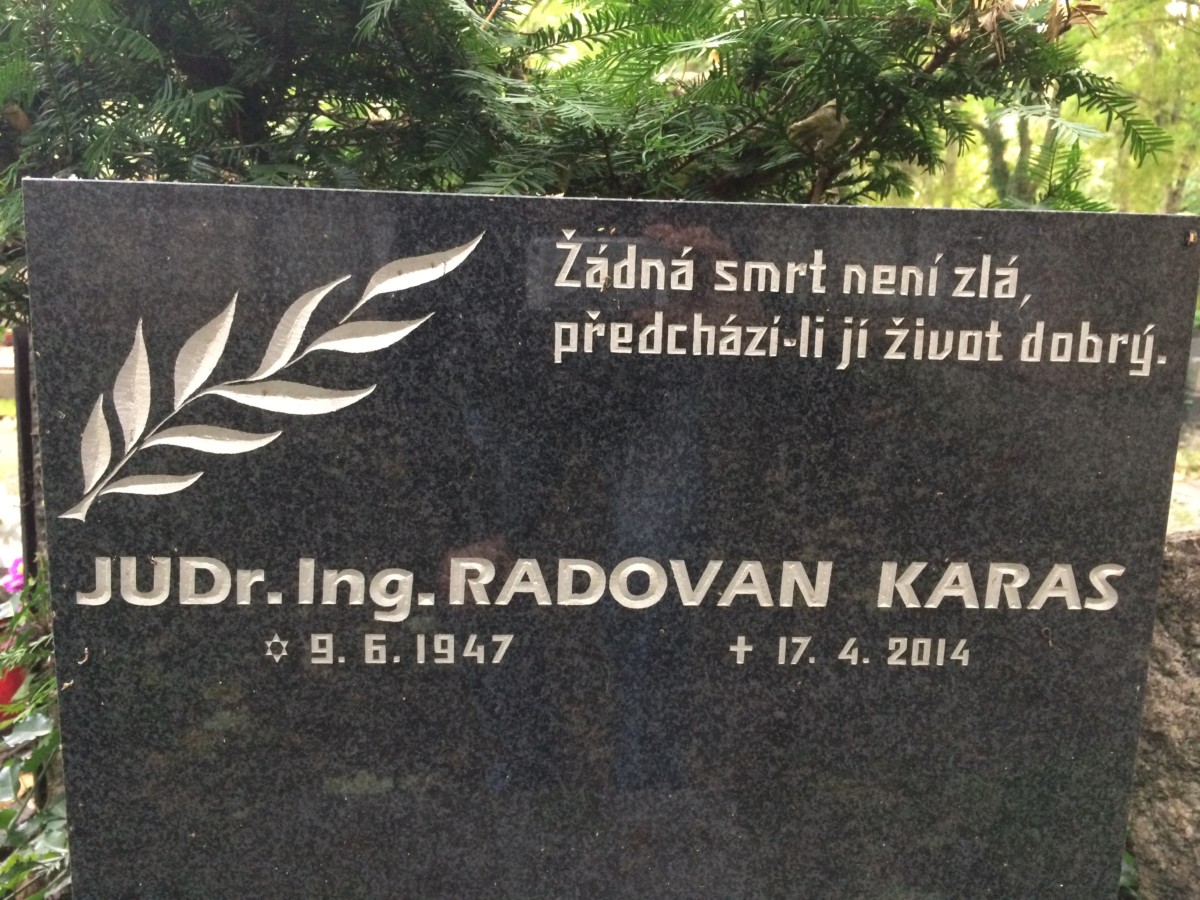 Žádná smrt není zlá,
předchází-li jí život dobrý.
JUDr. Ing. RADOVAN KARAS
✡ 9. 6. 1947 ✝ 17. 4. 2014